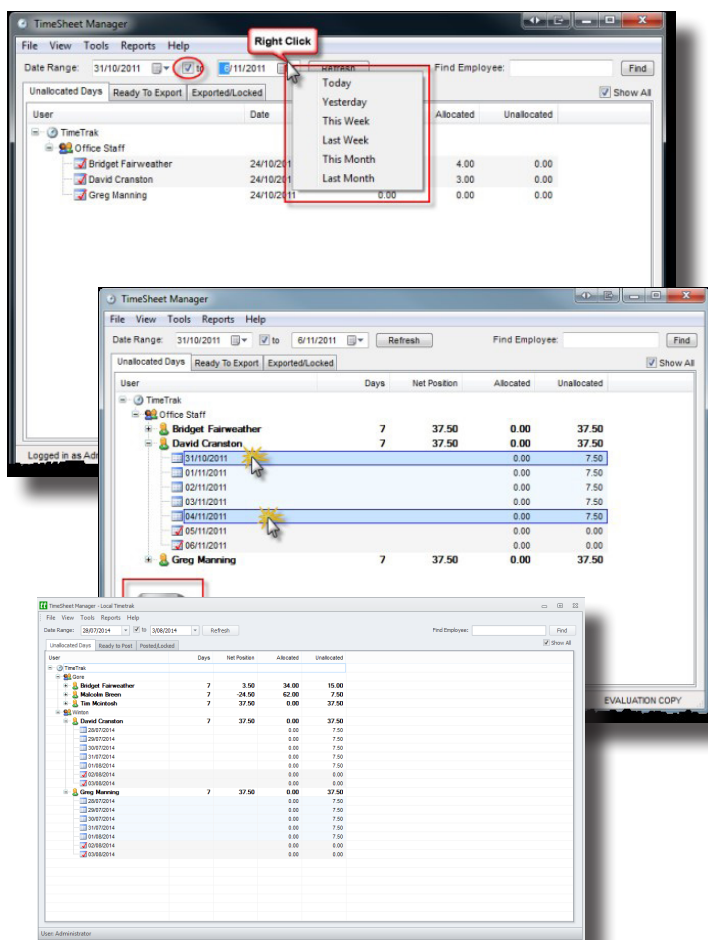 TimeSheet Manager
File View Tools Reports Help
Right Click
Date Range: 31/10/2011 to 6/11/2011 Refresh Find Employee: Find
Unallocated Days Ready To Export Exported/Locked Show All
Today
Yesterday
This Week
Last Week
This Month
Last Month
User Date Allocated Unallocated
TimeTrak
Office Staff
Bridget Fairweather 24/10/201 4.00 0.00
David Cranston 24/10/201 3.00 0.00
Greg Manning 24/10/2011 0.00 0.00 0.00
Logged in as Adr
TimeSheet Manager
File View Tools Reports Help
Date Range: 31/10/2011 to 6/11/2011 Refresh Find Employee: Find
Unallocated Days Ready To Export Exported/Locked Show All
User Days Net Position Allocated Unallocated
TimeTrak
Office Staff
Bridget Fairweather 7 37.50 0.00 37.50
David Cranston 7 37.50 0.00 37.50
31/10/2011 0.00 7.50
01/11/2011 0.00 7.50
02/11/2011 0.00 7.50
03/11/2011 0.00 7.50
04/11/2011 0.00 7.50
05/11/2011 0.00 0.00
06/11/2011 0.00 0.00
Greg Manning 7 37.50 0.00 37.50
EVALUATION COPY
TimeSheet Manager - Local Timetrak
File View Tools Reports Help
Date Range: 28/07/2014 to 3/08/2014 Refresh Find Employee: Find
Unallocated Days Ready to Post Posted/Locked Show All
User Days Net Position Allocated Unallocated
TimeTrak
Gore
Bridget Fairweather 7 3.50 34.00 15.00
Malcolm Breen 7 -24.50 62.00 7.50
Tim Mcintosh 7 37.50 0.00 37.50
Winton
David Cranston 7 37.50 0.00 37.50
28/07/2014 0.00 7.50
29/07/2014 0.00 7.50
30/07/2014 0.00 7.50
31/07/2014 0.00 7.50
01/08/2014 0.00 7.50
02/08/2014 0.00 0.00
03/08/2014 0.00 0.00
Greg Manning 7 37.50 0.00 37.50
28/07/2014 0.00 7.50
29/07/2014 0.00 7.50
30/07/2014 0.00 7.50
31/07/2014 0.00 7.50
01/08/2014 0.00 7.50
02/08/2014 0.00 0.00
03/08/2014 0.00 0.00
User: Administrator